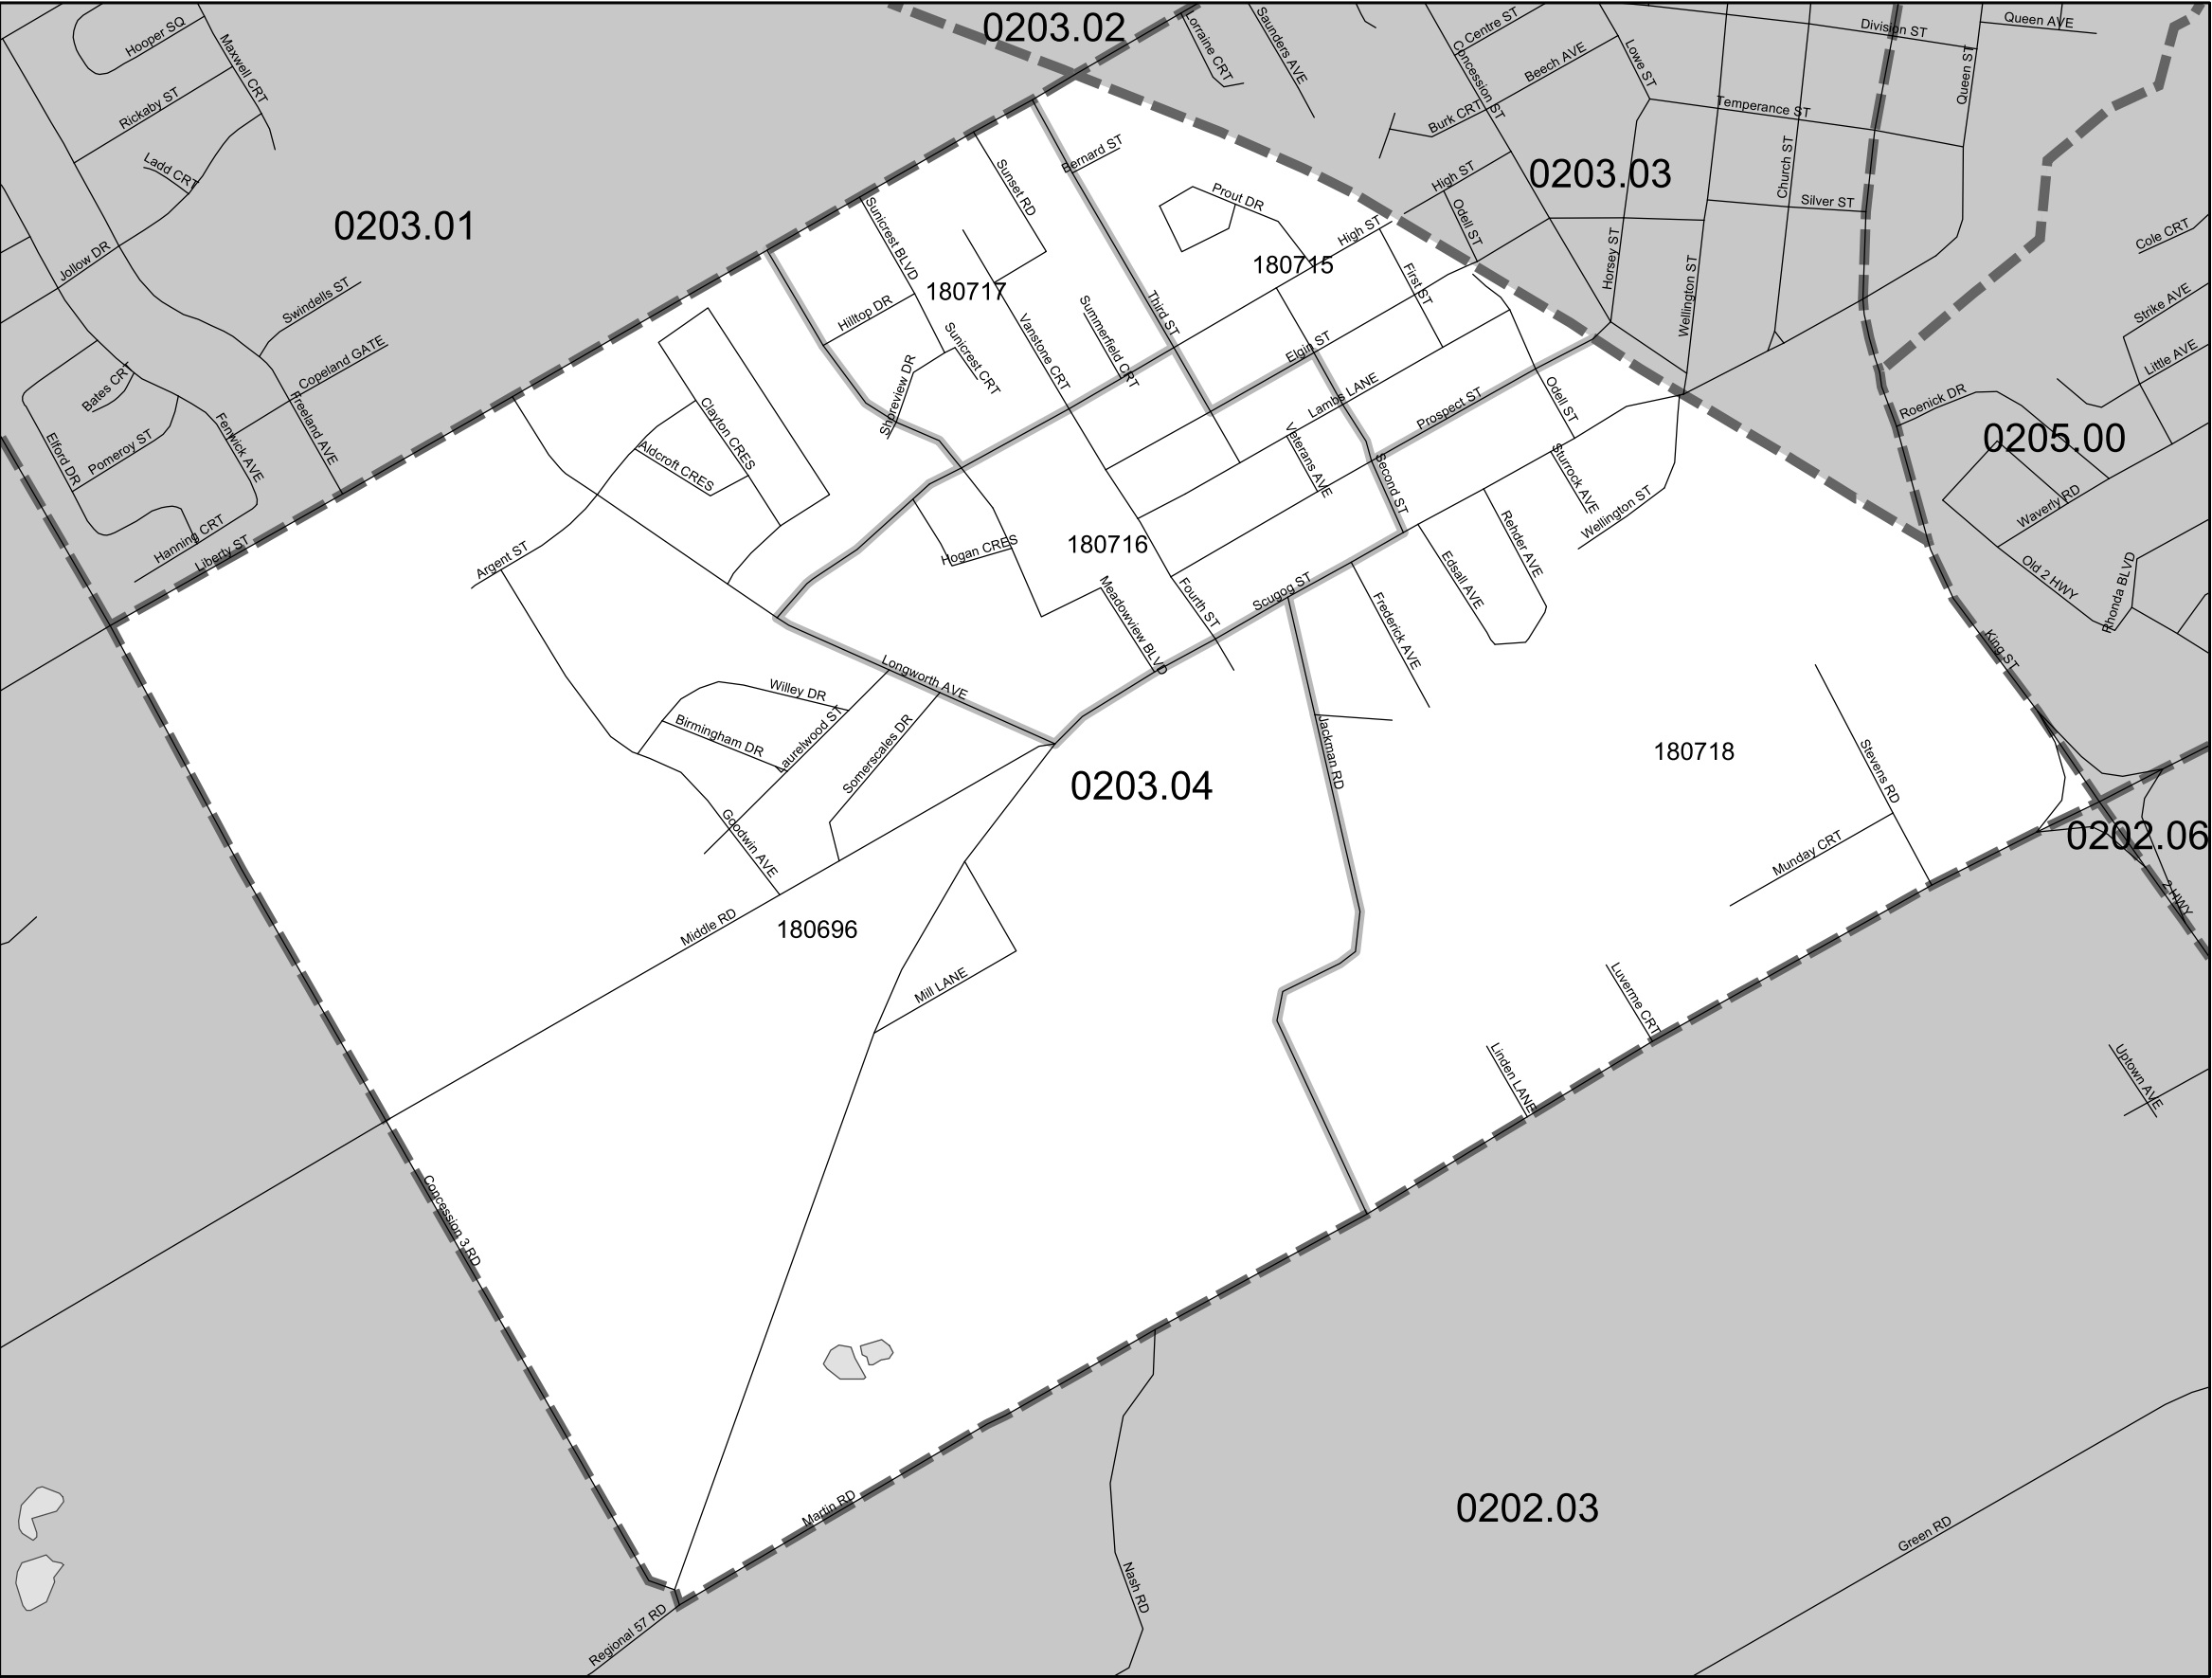 Hooper SQ
Maxwell CRT
Rickaby ST
Ladd CRT
Jollow DR
Swindells ST
Copeland GATE
Freeland AVE
Bates CRT
Pomeroy ST
Elford DR
Fenwick AVE
Hanning CRT
Liberty ST
0203.01
0203.02
Lorraine CRT
Saunders AVE
Centre ST
Concession ST
Beech AVE
Burk CRT
Lowe ST
Division ST
Queen AVE
Queen ST
Temperance ST
Church ST
Silver ST
0203.03
High ST
Odell ST
Horsey ST
Wellington ST
Cole CRT
Strike AVE
Little AVE
Roenick DR
0205.00
Waverly RD
Old 2 HWY
Rhonda BLVD
King ST
Sunset RD
Bernard ST
Prout DR
High ST
180715
First ST
Sunicrest BLVD
180717
Hilltop DR
Sunicrest CRT
Shoreview DR
Vanstone CRT
Summerfield CRT
Third ST
Elgin ST
Lambs LANE
Prospect ST
Odell ST
Veterans AVE
Second ST
Sturrock AVE
Wellington ST
Rehder AVE
Edsall AVE
Clayton CRES
Aldcroft CRES
Argent ST
Hogan CRES
180716
Meadowview BLVD
Fourth ST
Scugog ST
Frederick AVE
Longworth AVE
Willey DR
Birmingham DR
Laurelwood ST
Somerscales DR
Goodwin AVE
0203.04
Jackman RD
180718
Stevens RD
Munday CRT
0202.06
2 HWY
Middle RD
180696
Mill LANE
Luverme CRT
Linden LANE
Uptown AVE
Concession 3 RD
Martin RD
Regional 57 RD
Nash RD
0202.03
Green RD